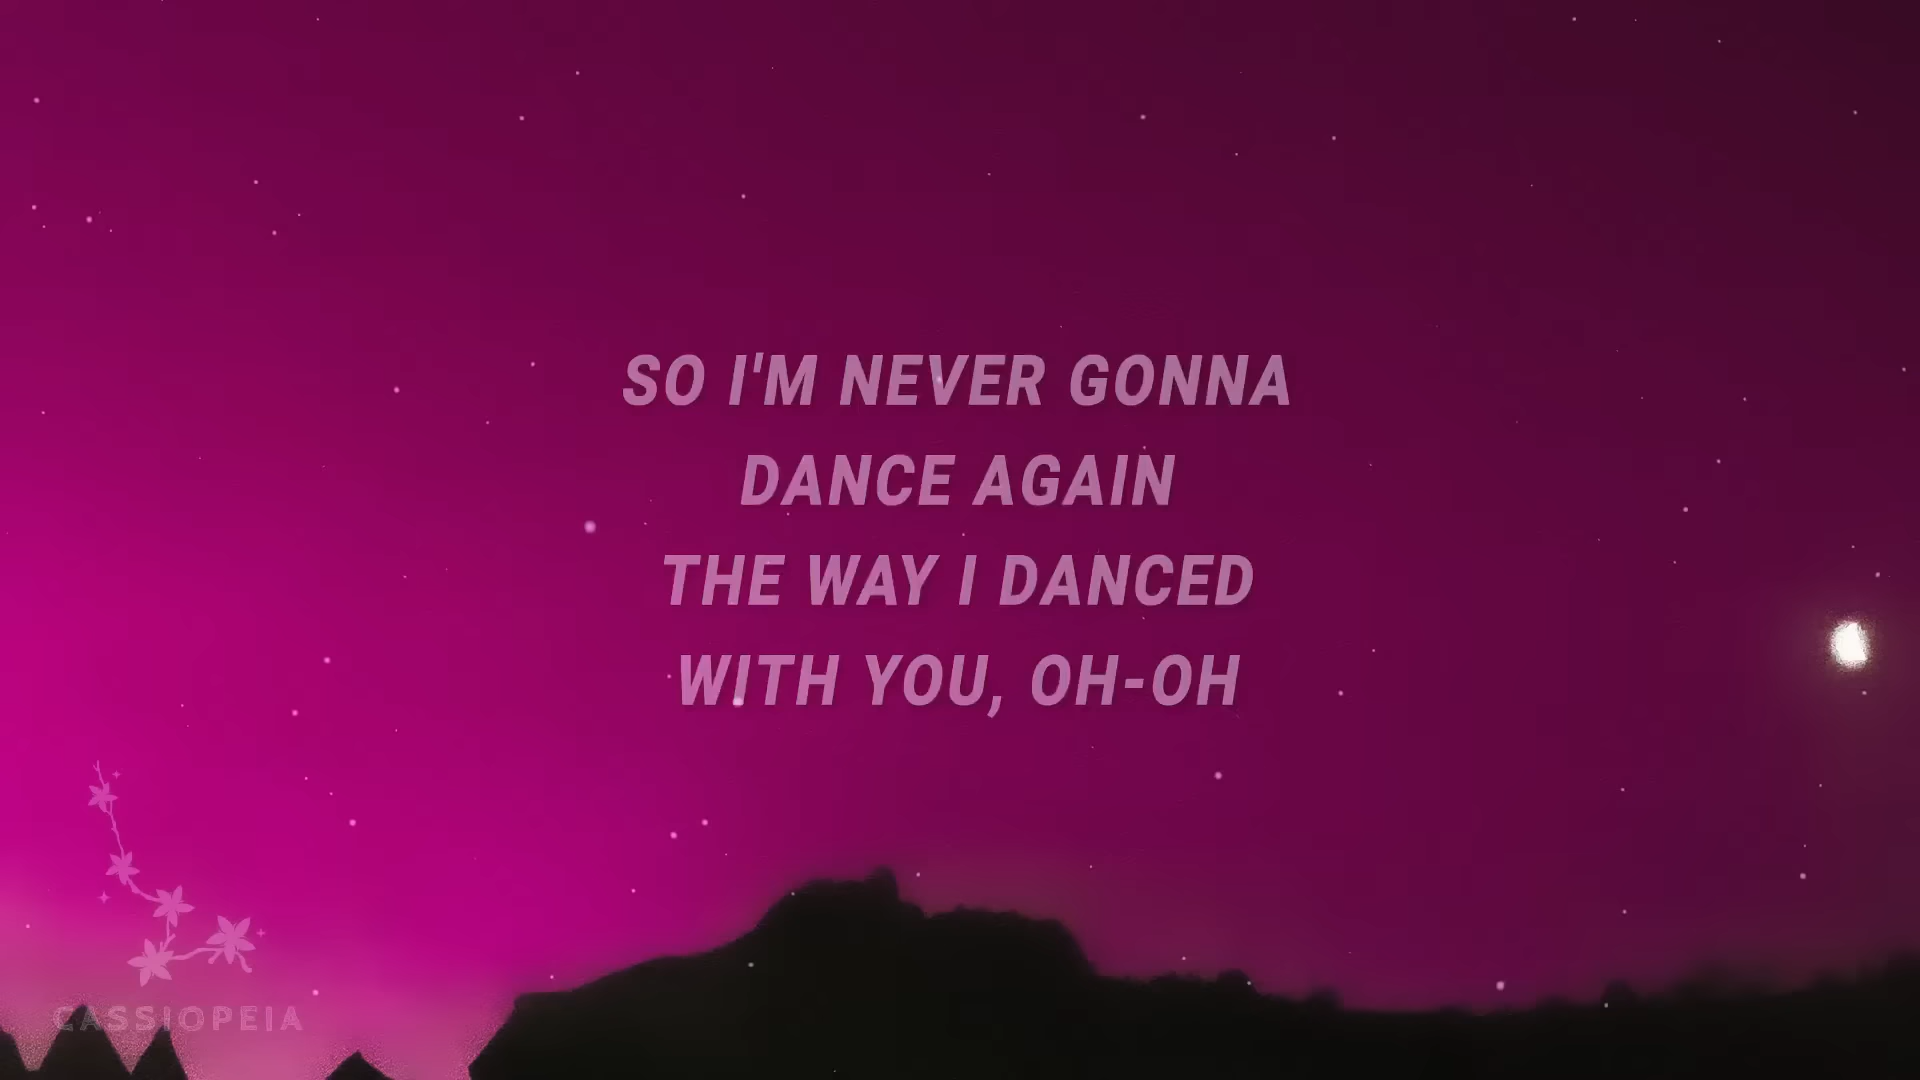 SO I'M NEVER GONNA
DANCE AGAIN
THE WAY I DANCED
WITH YOU, OH-OH
CASSIOPEIA